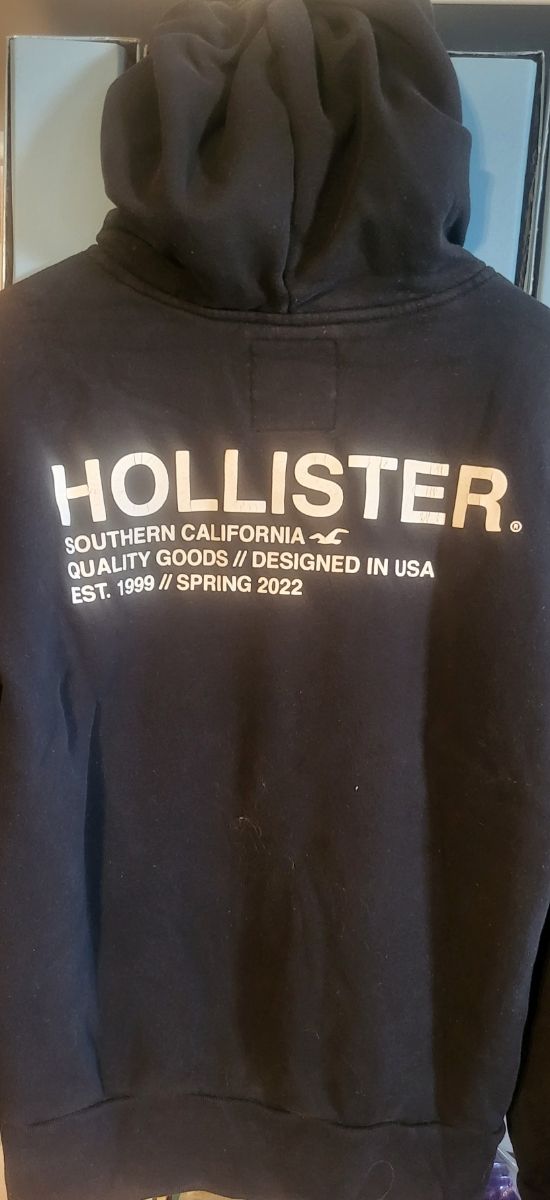 HOLLISTER®
SOUTHERN CALIFORNIA
QUALITY GOODS // DESIGNED IN USA
EST. 1999 // SPRING 2022